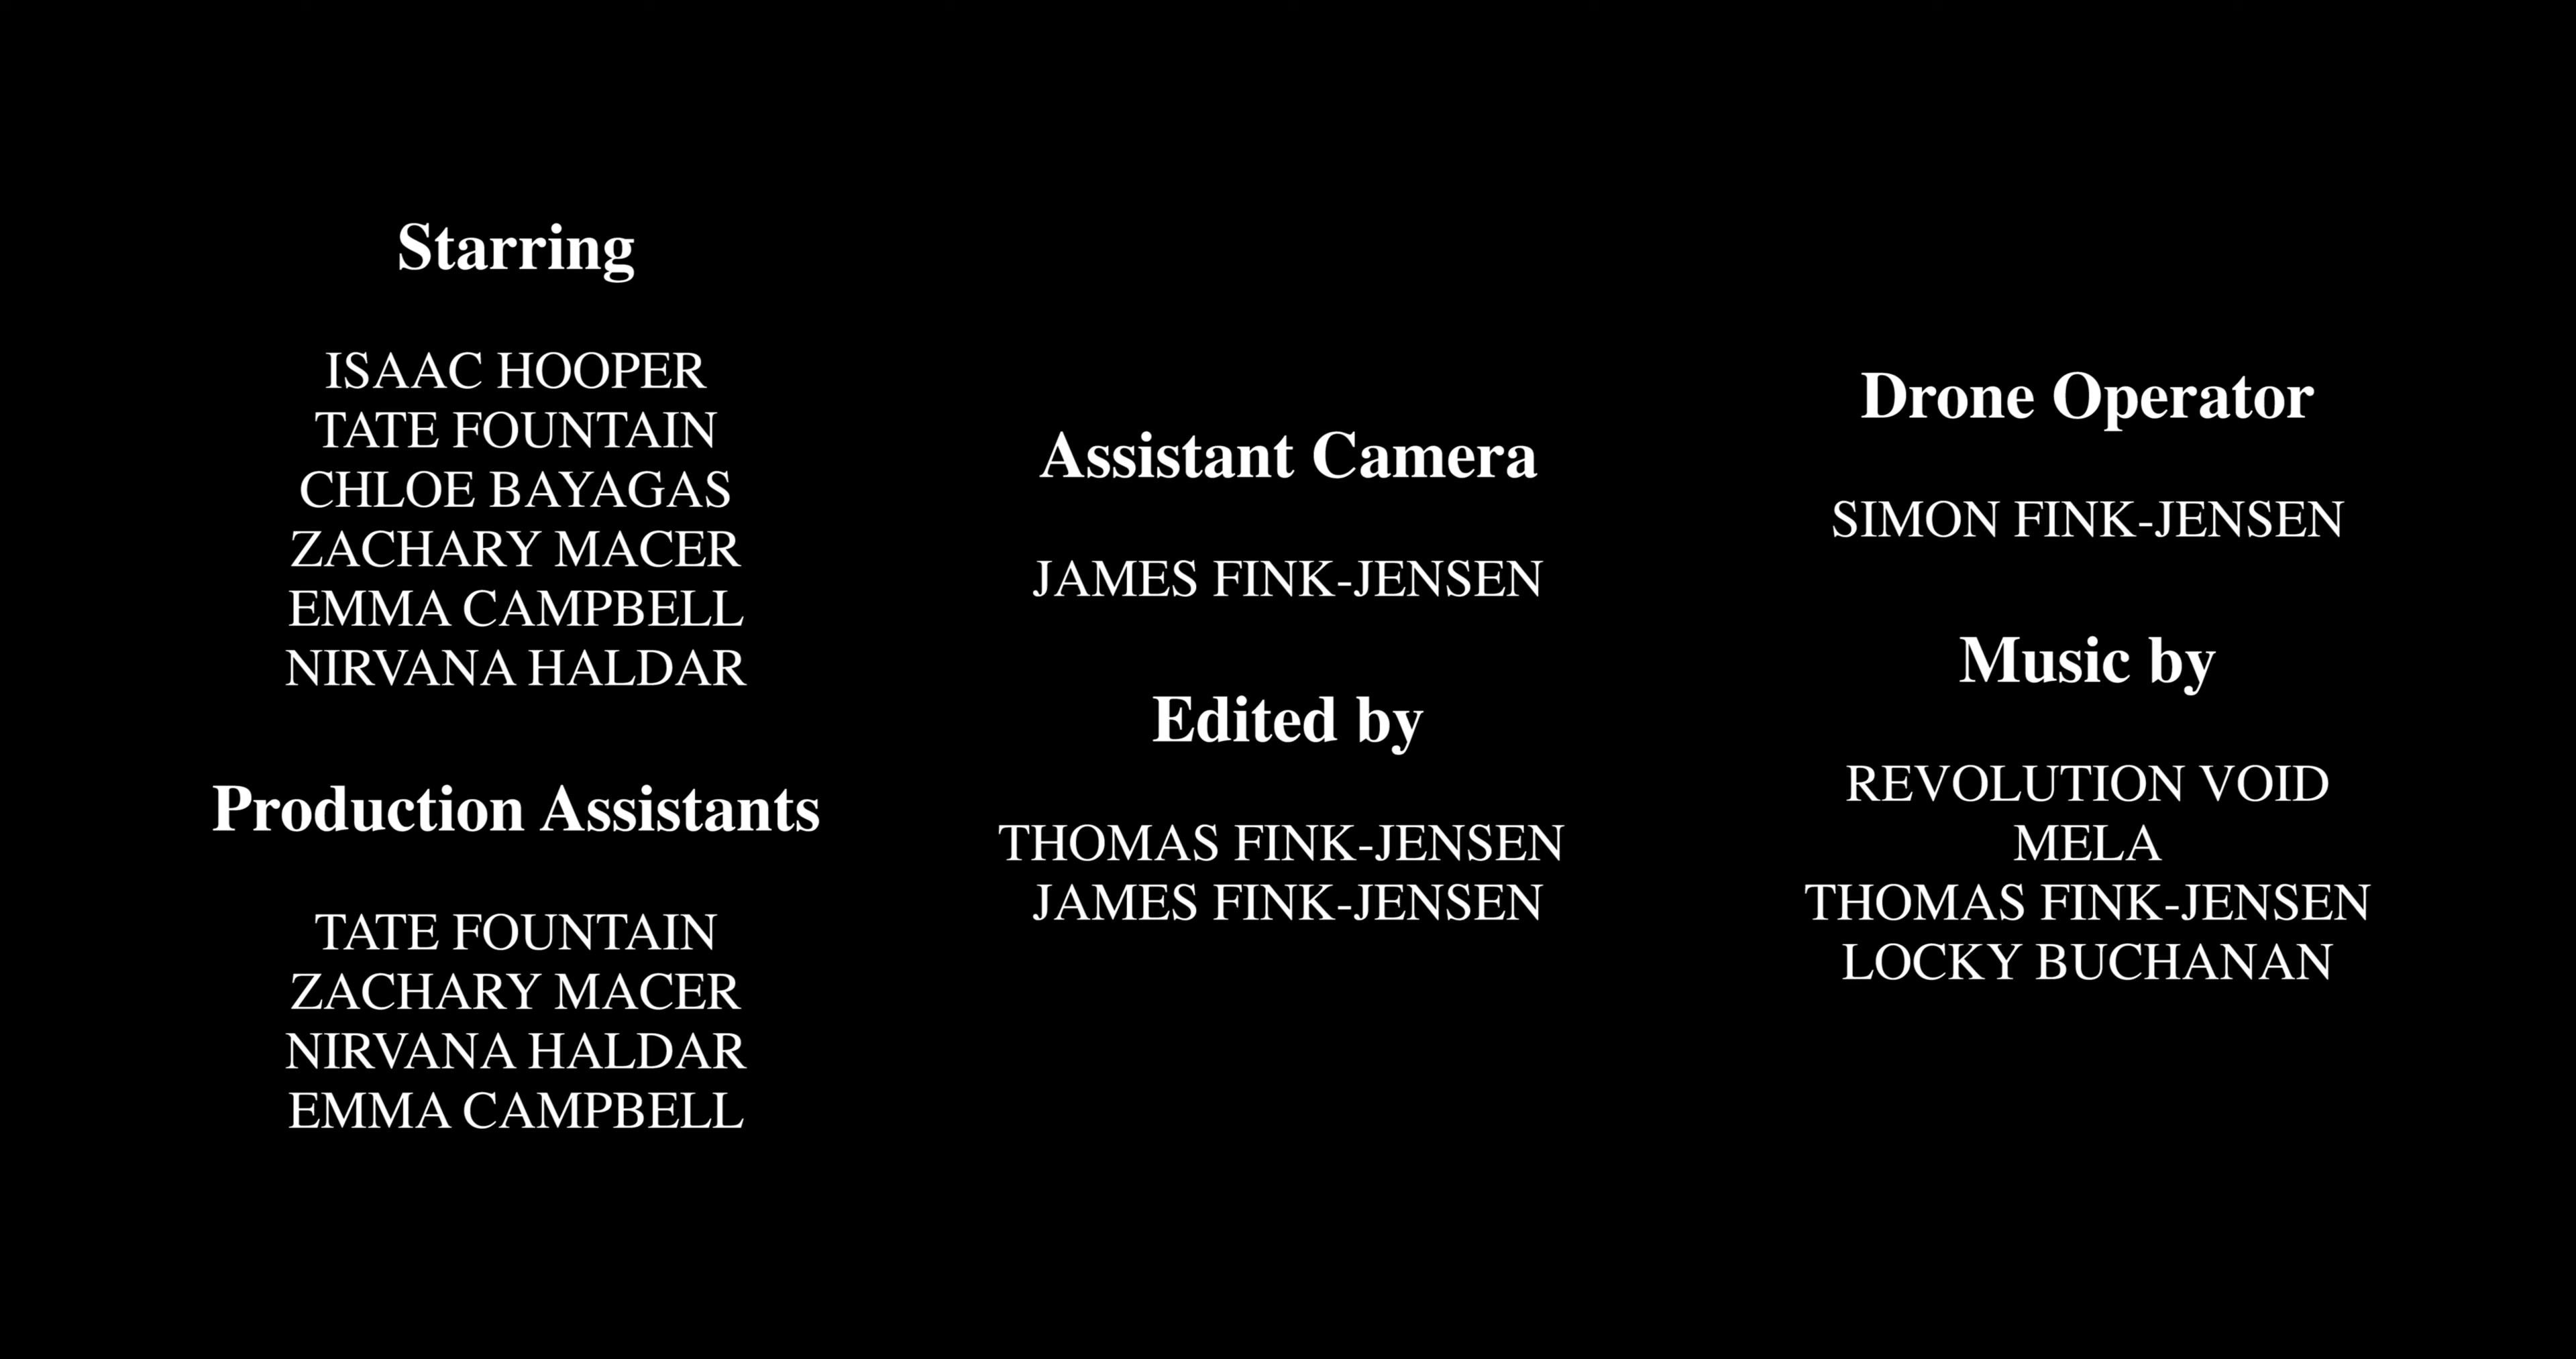 Starring
ISAAC HOOPER
TATE FOUNTAIN
CHLOE BAYAGAS
ZACHARY MACER
EMMA CAMPBELL
NIRVANA HALDAR
Production Assistants
TATE FOUNTAIN
ZACHARY MACER
NIRVANA HALDAR
EMMA CAMPBELL
Assistant Camera
JAMES FINK-JENSEN
Edited by
THOMAS FINK-JENSEN
JAMES FINK-JENSEN
Drone Operator
SIMON FINK-JENSEN
Music by
REVOLUTION VOID
MELA
THOMAS FINK-JENSEN
LOCKY BUCHANAN